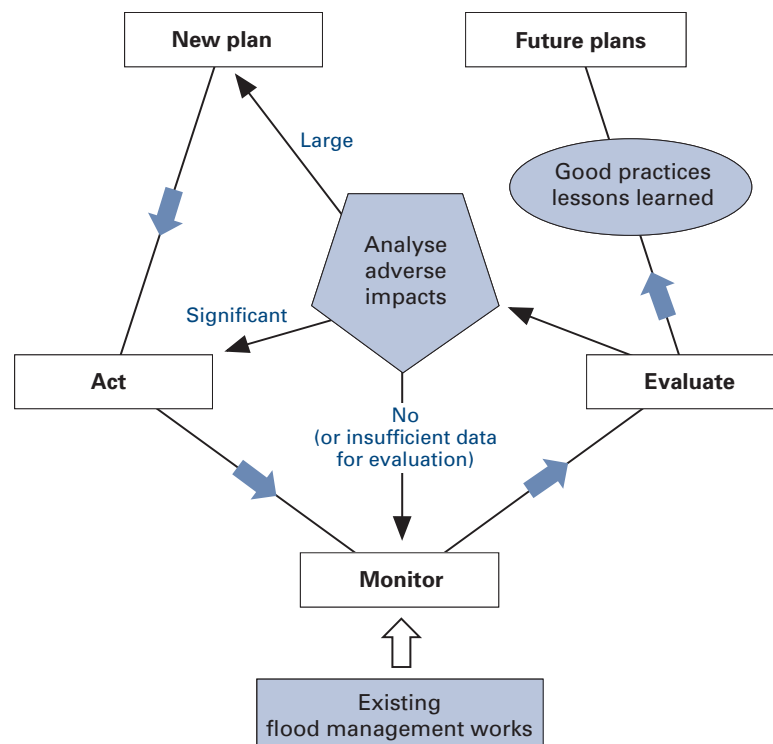 New plan
Future plans
Large
Good practices
lessons learned
Analyse
adverse
impacts
Significant
Act
Evaluate
No
(or insufficient data
for evaluation)
Monitor
Existing
flood management works